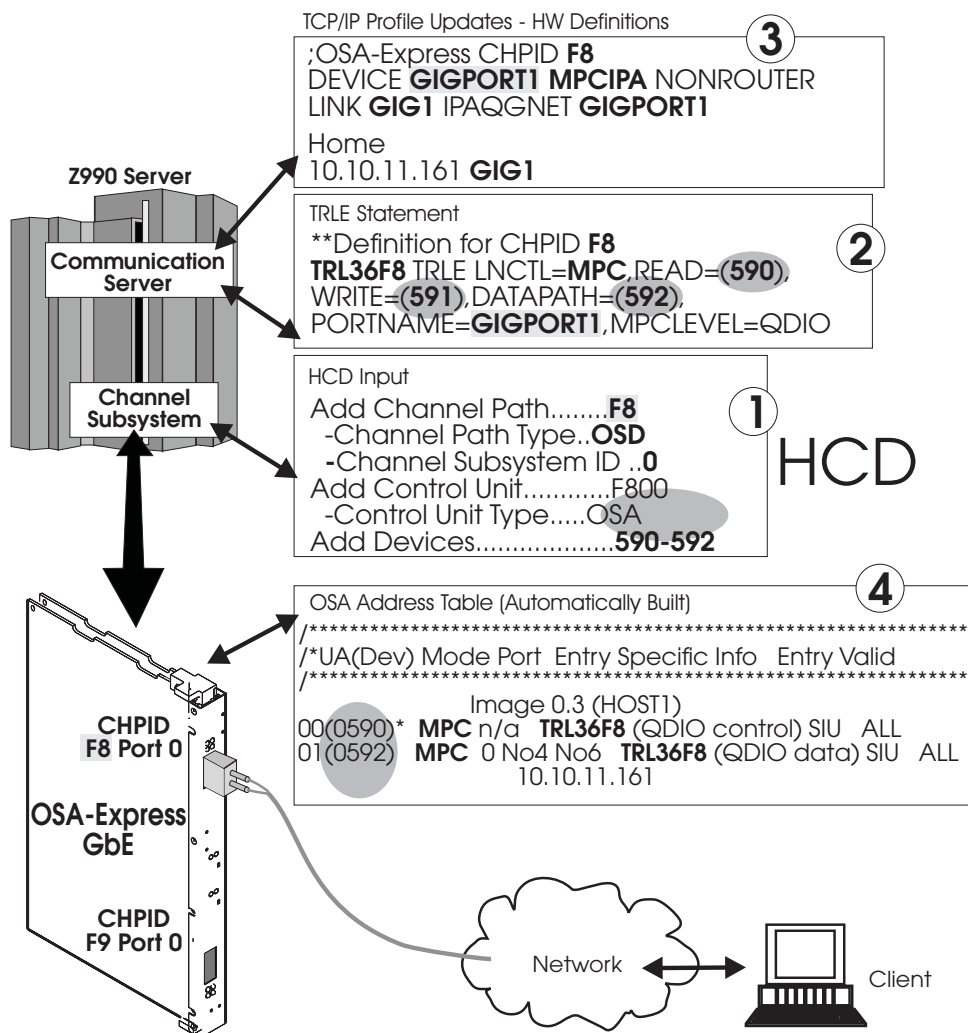 TCP/IP Profile Updates - HW Definitions
3
;OSA-Express CHPID F8
DEVICE GIGPORT1 MPCIPA NONROUTER
LINK GIG1 IPAQGNET GIGPORT1
Home
10.10.11.161 GIG1
Z990 Server
Communication
Server
Channel
Subsystem
TRLE Statement
2
**Definition for CHPID F8
TRL36F8 TRLE LNCTL=MPC,READ=(590),
WRITE=(591),DATAPATH=(592),
PORTNAME=GIGPORT1,MPCLEVEL=QDIO
HCD Input
1
HCD
Add Channel Path........F8
-Channel Path Type..OSD
-Channel Subsystem ID ..0
Add Control Unit............F800
-Control Unit Type.....OSA
Add Devices....................590-592
4
OSA Address Table (Automatically Built)
/******************************************************************
/*UA(Dev) Mode Port Entry Specific Info Entry Valid
/******************************************************************
Image 0.3 (HOST1)
00(0590)* MPC n/a TRL36F8 (QDIO control) SIU ALL
01(0592) MPC 0 No4 No6 TRL36F8 (QDIO data) SIU ALL
10.10.11.161
CHPID
F8 Port 0
OSA-Express
GbE
CHPID
F9 Port 0
Network
Client